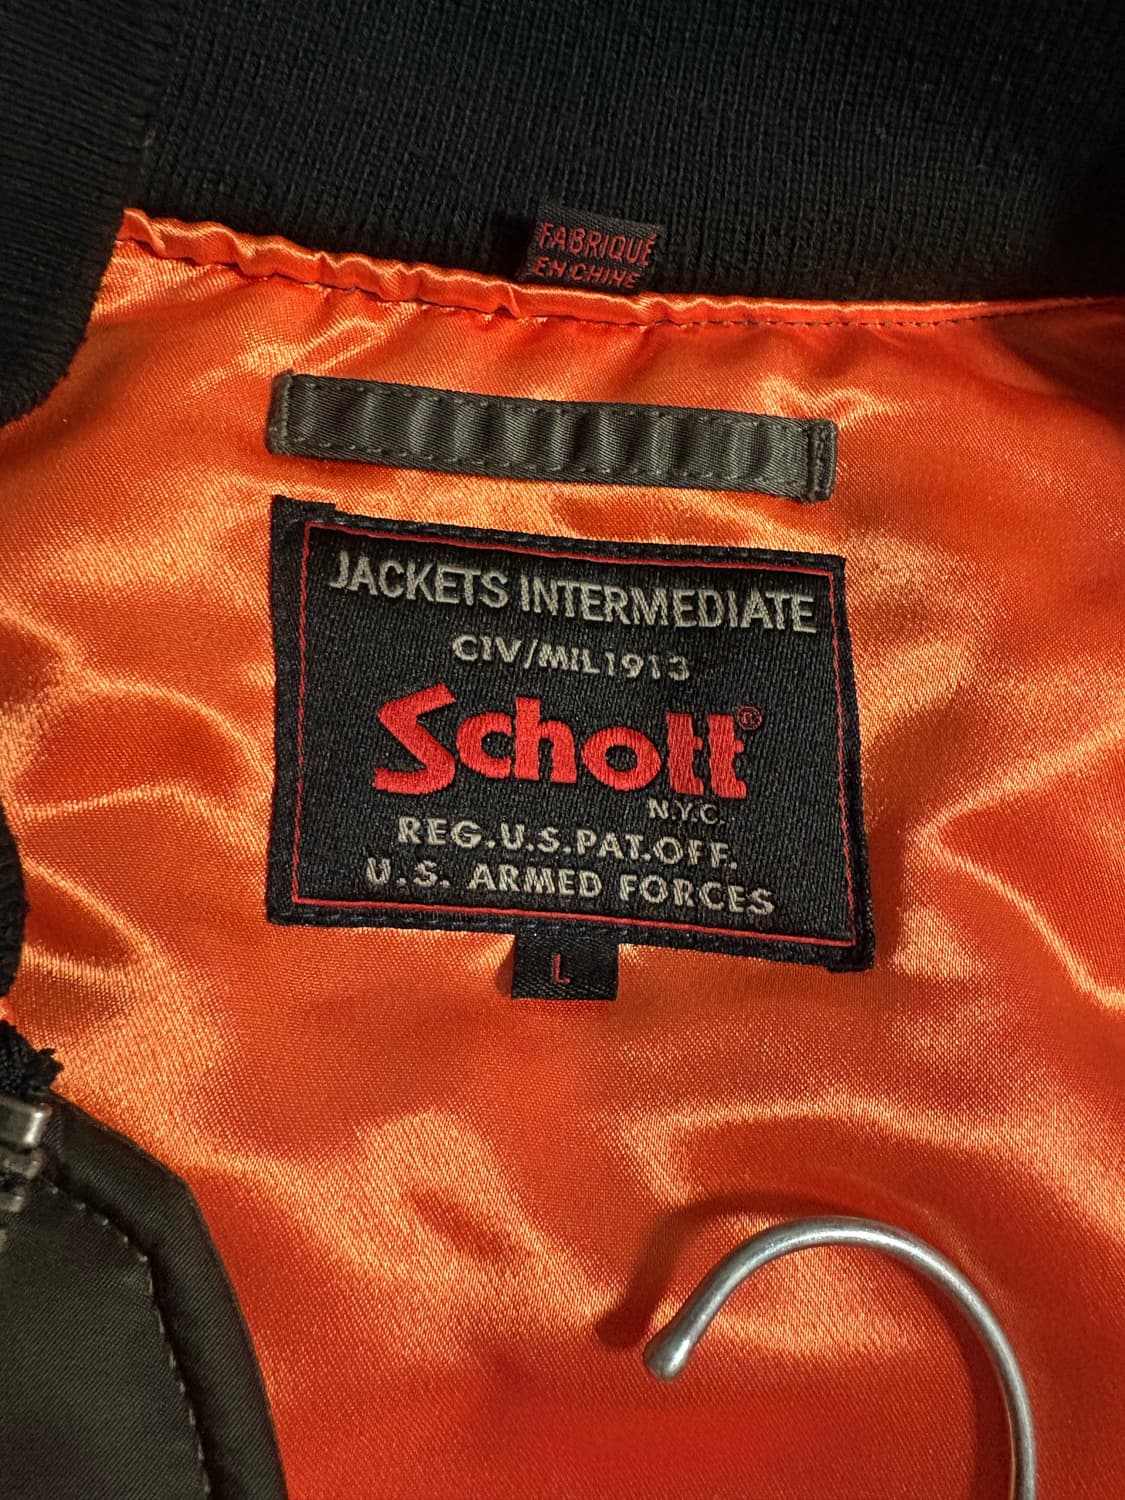 FABRIQUÉ
EN CHINE
JACKETS INTERMEDIATE
CIV/MIL1913
Schott®
N.Y.C.
REG.U.S.PAT.OFF.
U.S. ARMED FORCES
L